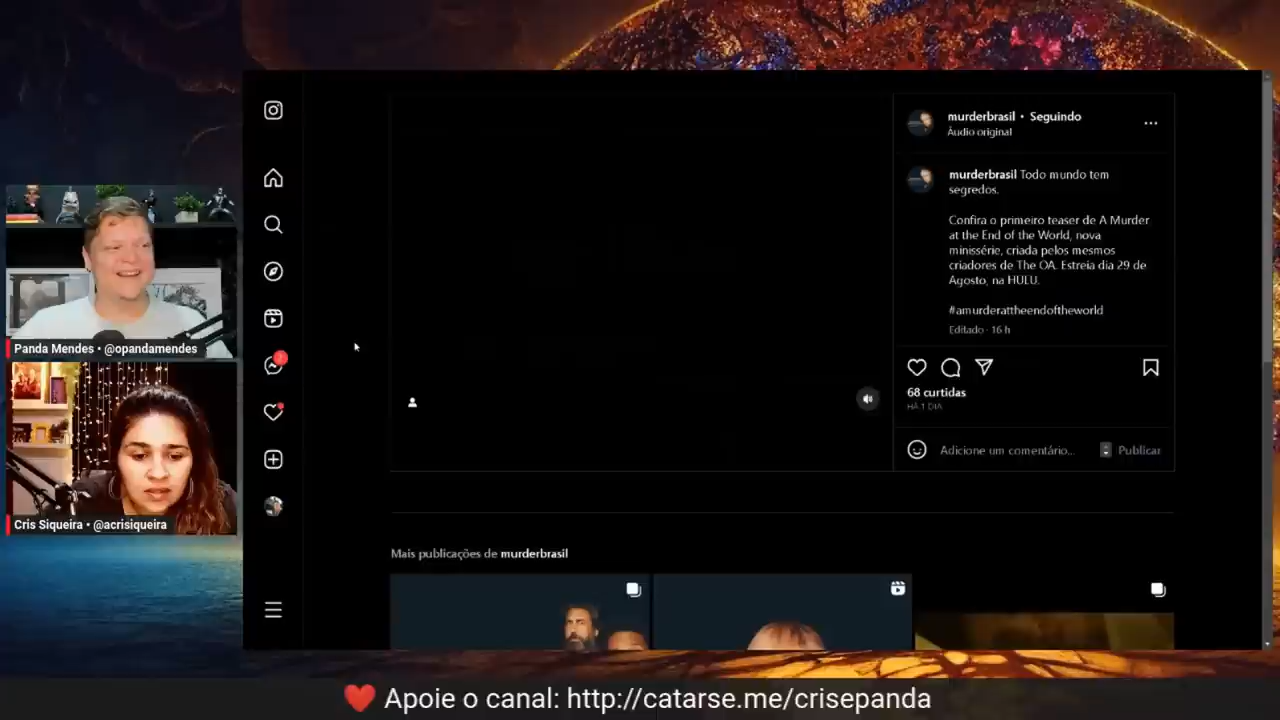 murderbrasil • Seguindo
Áudio original
murderbrasil Todo mundo tem
segredos.
Confira o primeiro teaser de A Murder
at the End of the World, nova
minissérie, criada pelos mesmos
criadores de The OA. Estreia dia 29 de
Agosto, na HULU.
#amurderattheendoftheworld
Editado · 16 h
68 curtidas
HÁ 1 DIA
Adicione um comentário...
Publicar
Panda Mendes • @opandamendes
Cris Siqueira • @acrisiqueira
Mais publicações de murderbrasil
Apoie o canal: http://catarse.me/crisepanda